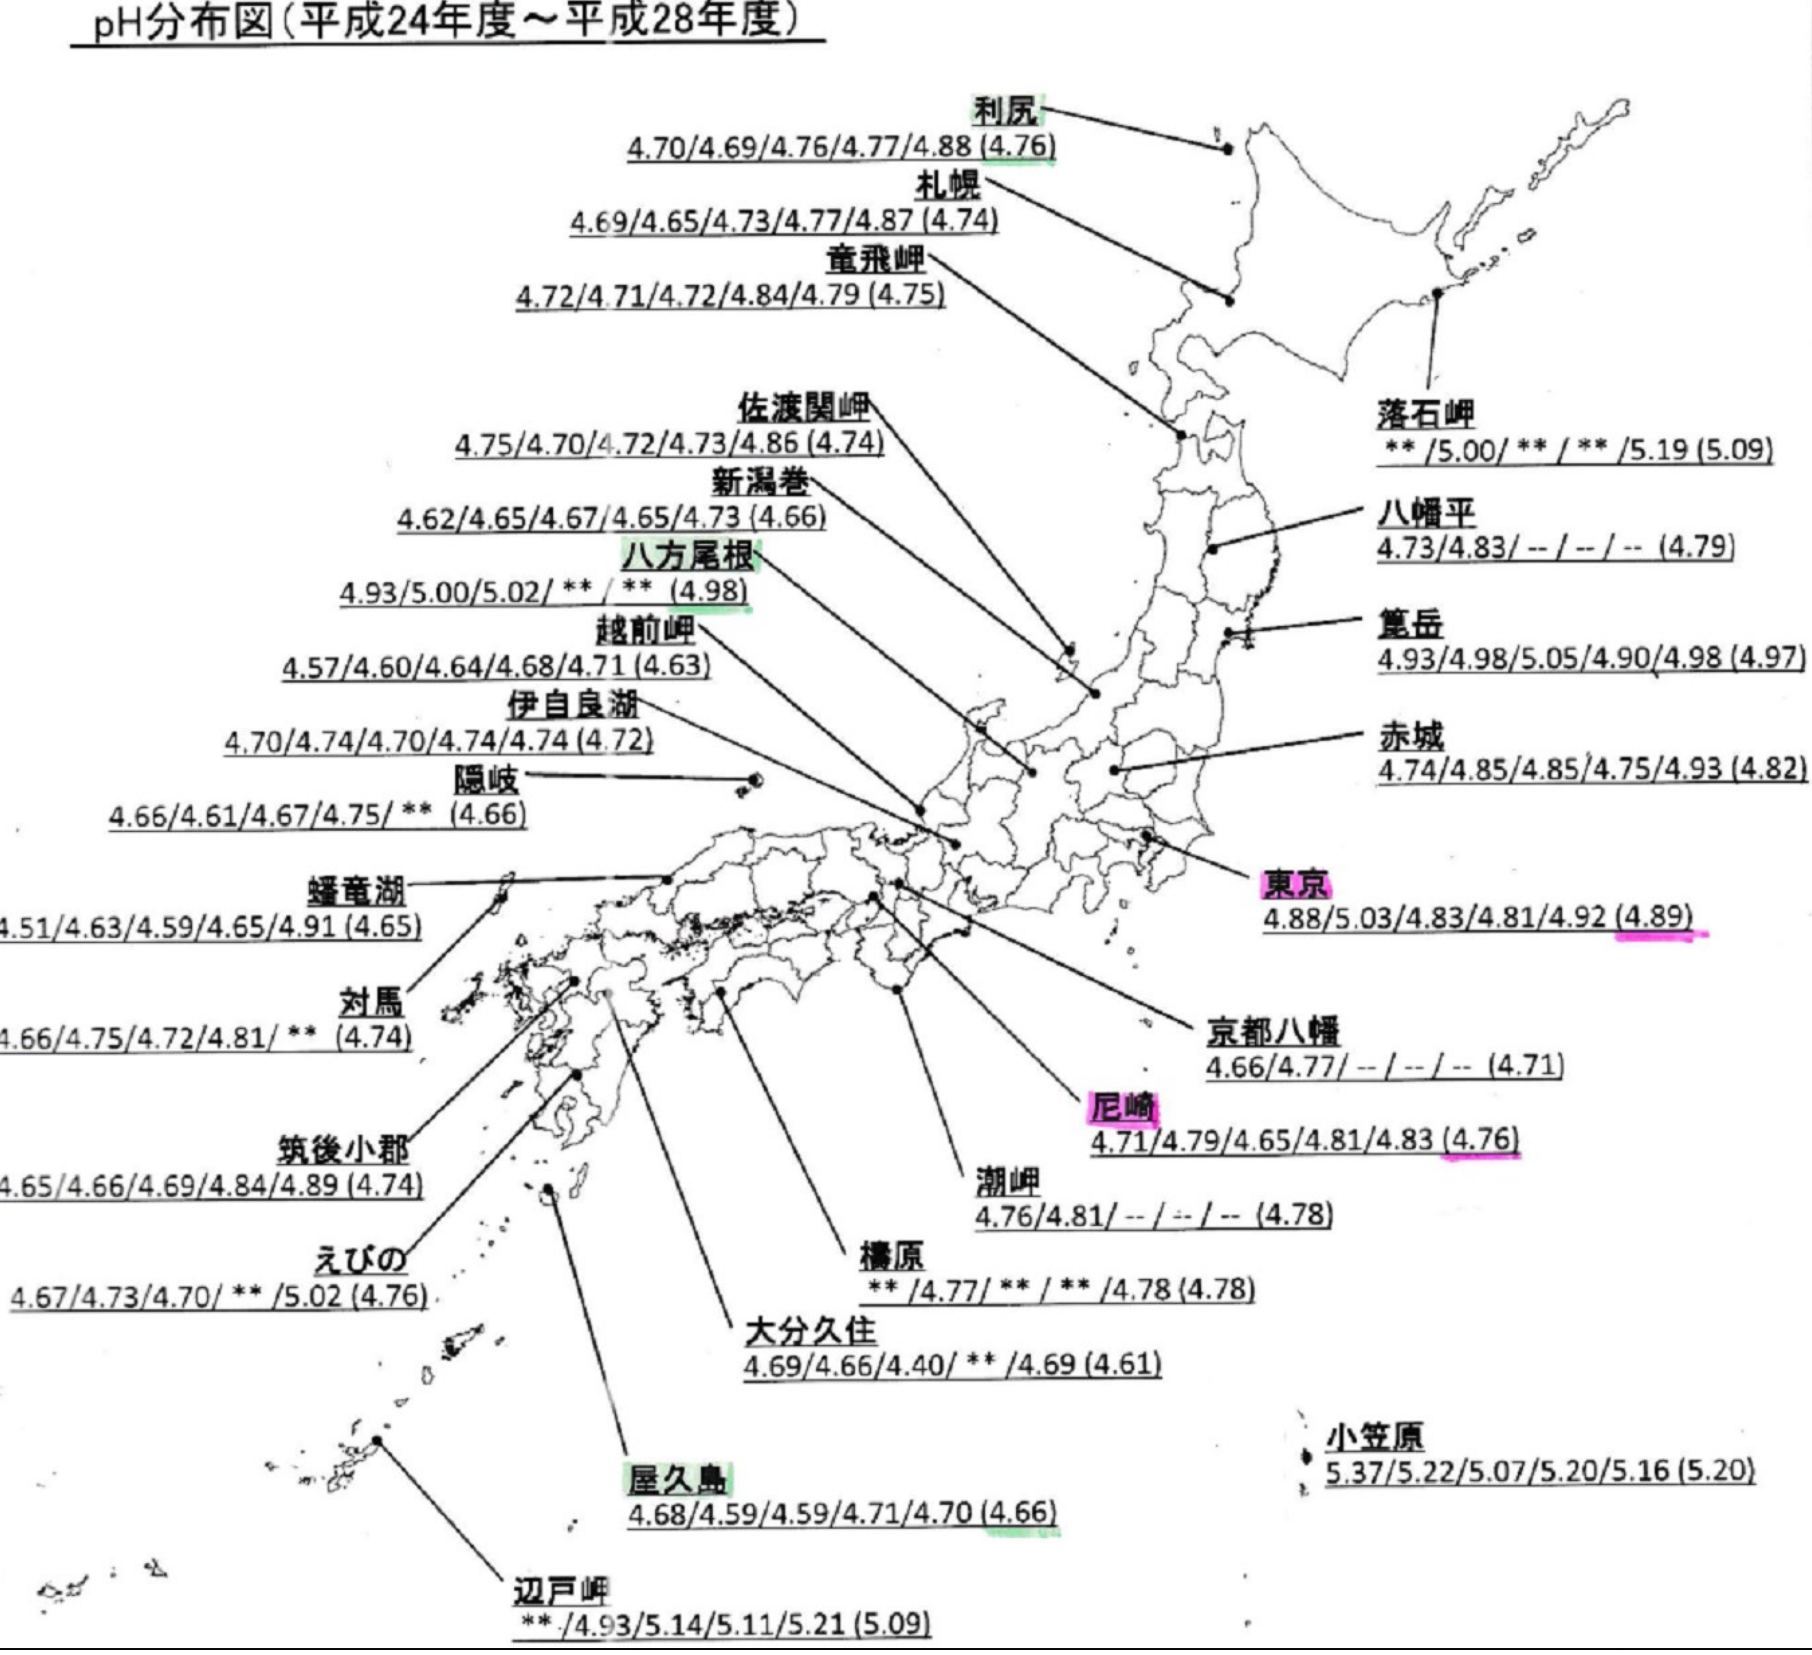 pH分布図(平成24年度～平成28年度)
利尻
4.70/4.69/4.76/4.77/4.88 (4.76)
札幌
4.69/4.65/4.73/4.77/4.87 (4.74)
竜飛岬
4.72/4.71/4.72/4.84/4.79 (4.75)
落石岬
** /5.00/ ** / ** /5.19 (5.09)
佐渡関岬
4.75/4.70/4.72/4.73/4.86 (4.74)
新潟巻
4.62/4.65/4.67/4.65/4.73 (4.66)
八幡平
4.73/4.83/ -- / -- / -- (4.79)
八方尾根
4.93/5.00/5.02/ ** / ** (4.98)
越前岬
4.57/4.60/4.64/4.68/4.71 (4.63)
箟岳
4.93/4.98/5.05/4.90/4.98 (4.97)
伊自良湖
4.70/4.74/4.70/4.74/4.74 (4.72)
赤城
4.74/4.85/4.85/4.75/4.93 (4.82)
隠岐
4.66/4.61/4.67/4.75/ ** (4.66)
蟠竜湖
4.51/4.63/4.59/4.65/4.91 (4.65)
東京
4.88/5.03/4.83/4.81/4.92 (4.89)
対馬
4.66/4.75/4.72/4.81/ ** (4.74)
京都八幡
4.66/4.77/ -- / -- / -- (4.71)
尼崎
4.71/4.79/4.65/4.81/4.83 (4.76)
筑後小郡
4.65/4.66/4.69/4.84/4.89 (4.74)
潮岬
4.76/4.81/ -- / -- / -- (4.78)
えびの
4.67/4.73/4.70/ ** /5.02 (4.76)
檮原
** /4.77/ ** / ** /4.78 (4.78)
大分久住
4.69/4.66/4.40/ ** /4.69 (4.61)
屋久島
4.68/4.59/4.59/4.71/4.70 (4.66)
小笠原
5.37/5.22/5.07/5.20/5.16 (5.20)
辺戸岬
** /4.93/5.14/5.11/5.21 (5.09)